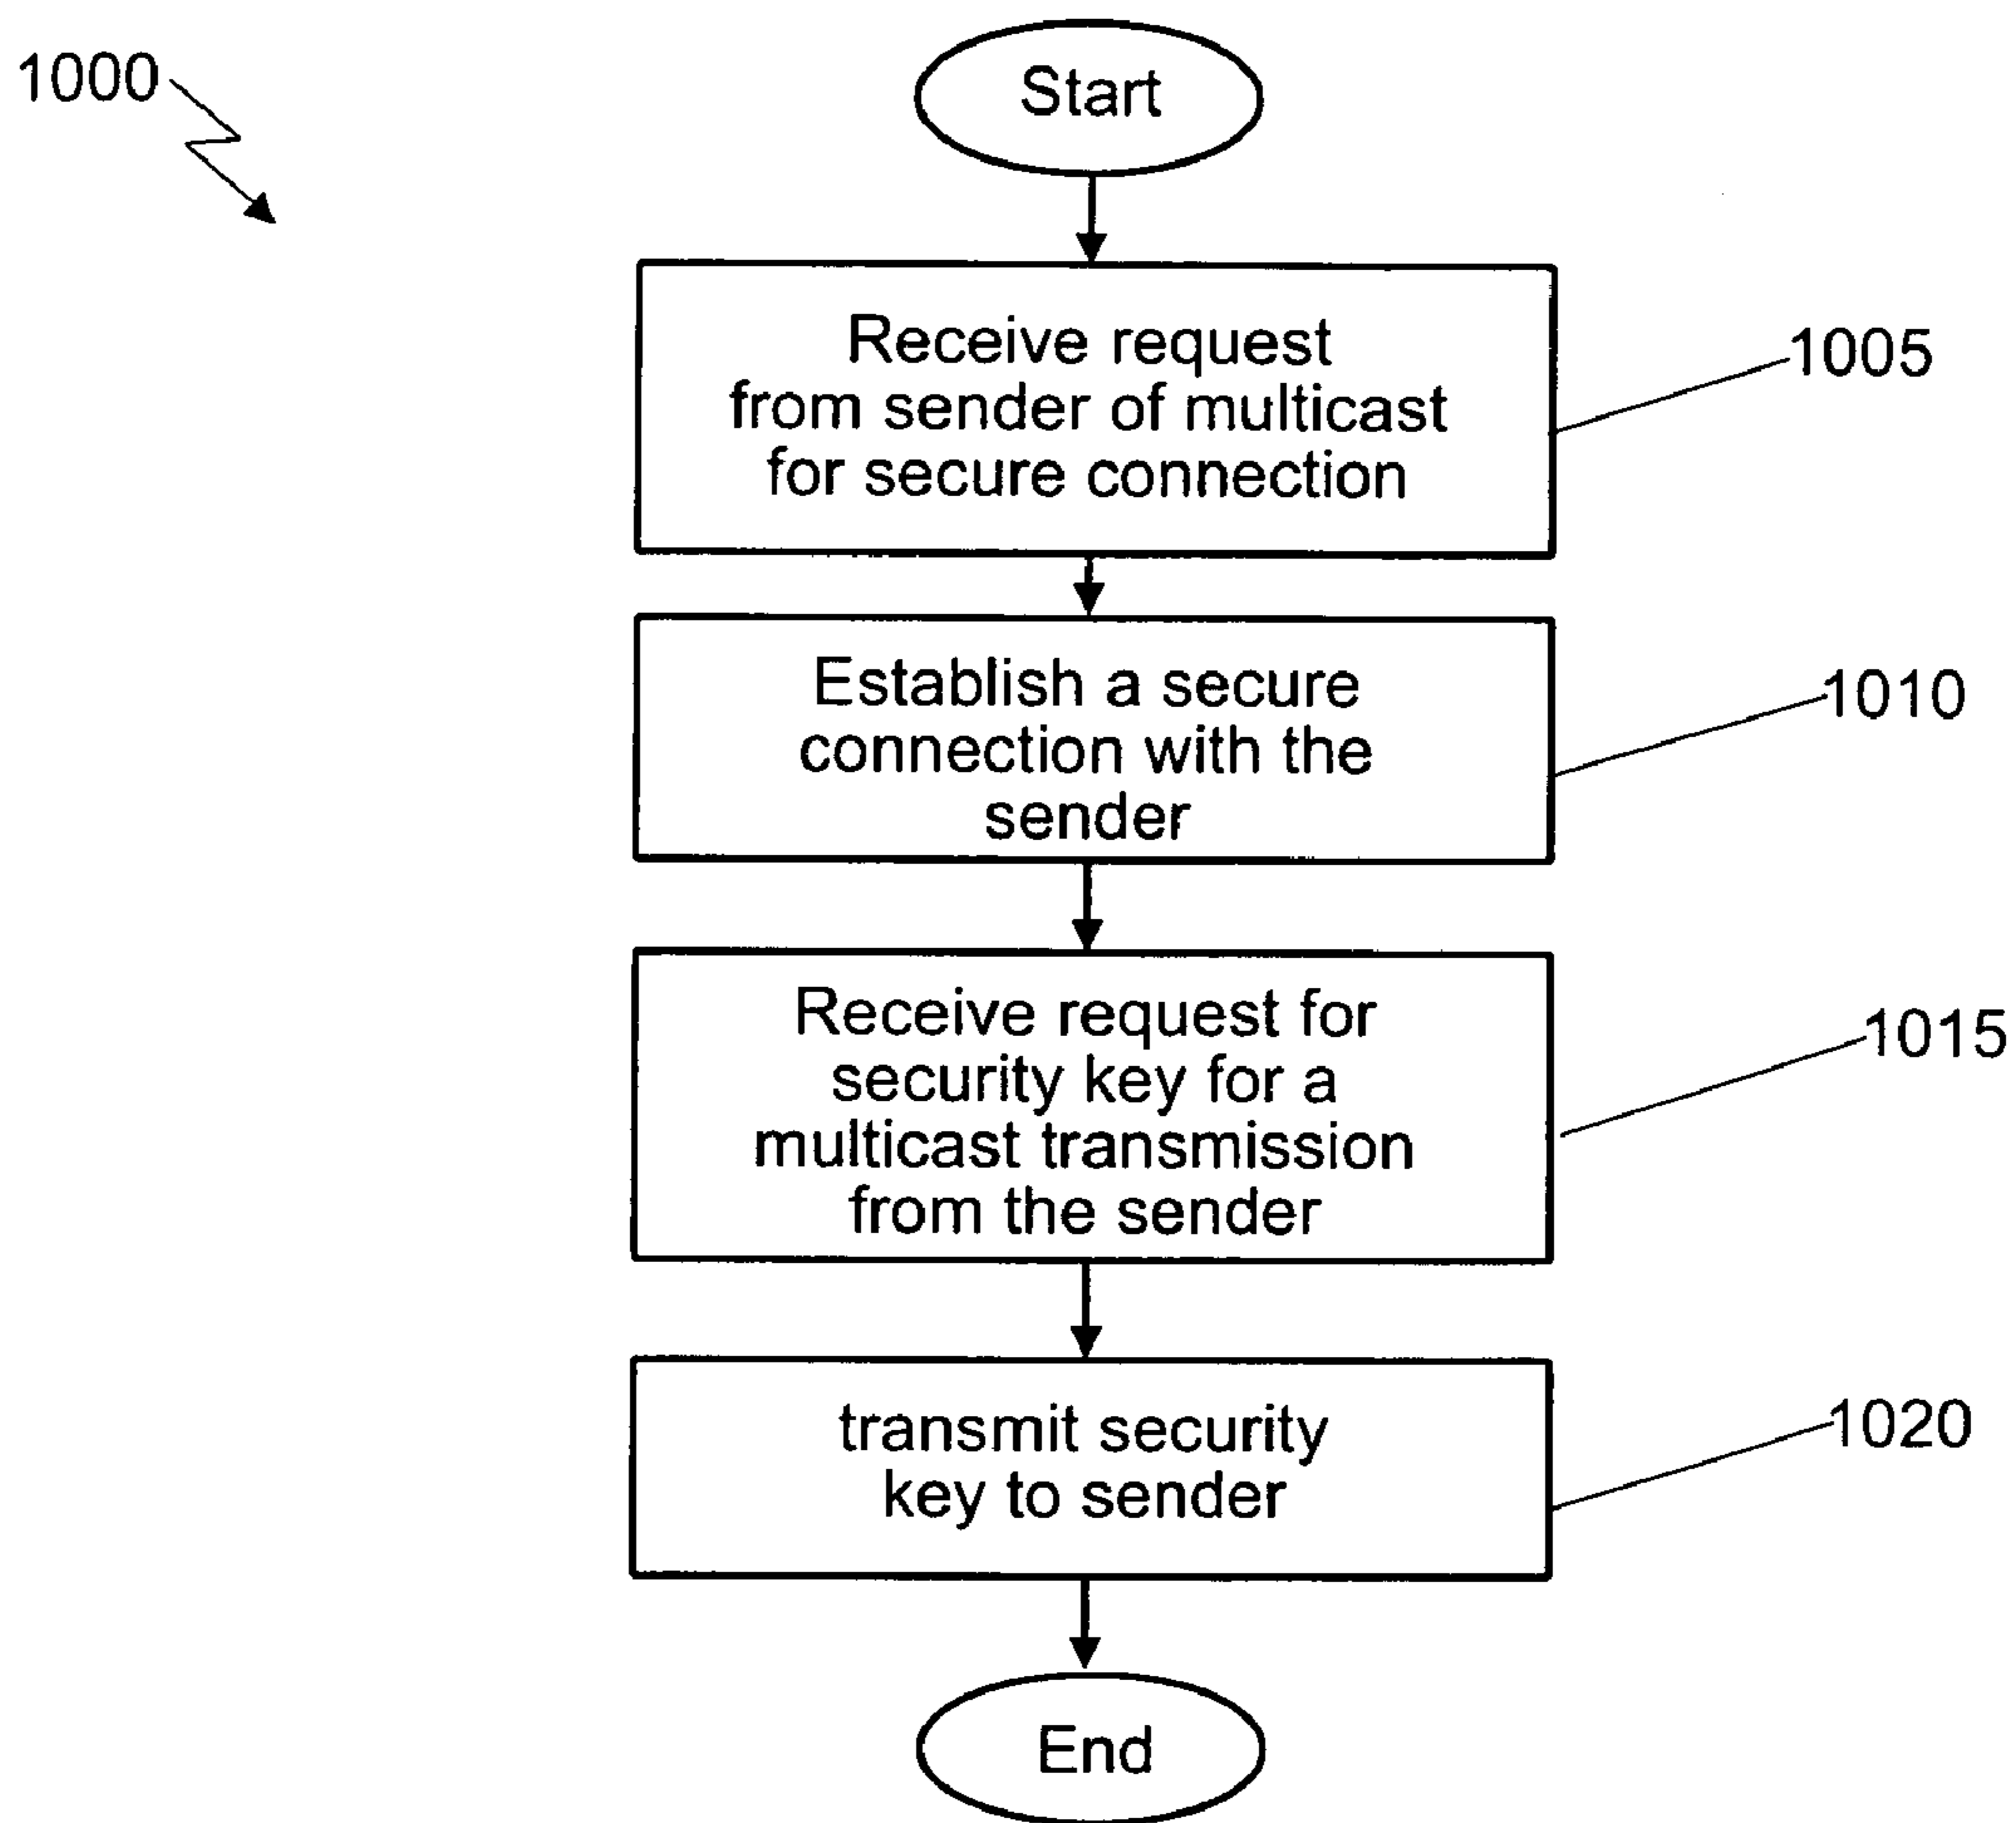 1000
Start
Receive request
from sender of multicast
for secure connection
1005
Establish a secure
connection with the
sender
1010
Receive request for
security key for a
multicast transmission
from the sender
1015
transmit security
key to sender
1020
End